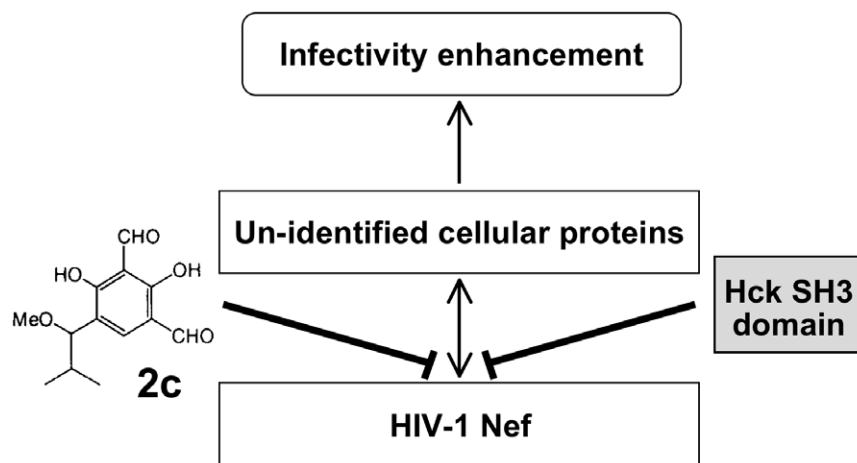 Infectivity enhancement
Un-identified cellular proteins
CHO
HO
OH
MeO
CHO
2c
Hck SH3
domain
HIV-1 Nef